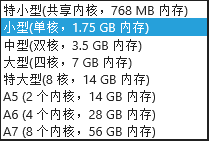 特小型(共享内核，768 MB 内存)
小型(单核，1.75 GB 内存)
中型(双核，3.5 GB 内存)
大型(四核，7 GB 内存)
特大型(8 核，14 GB 内存)
A5 (2 个内核，14 GB 内存)
A6 (4 个内核，28 GB 内存)
A7 (8 个内核，56 GB 内存)